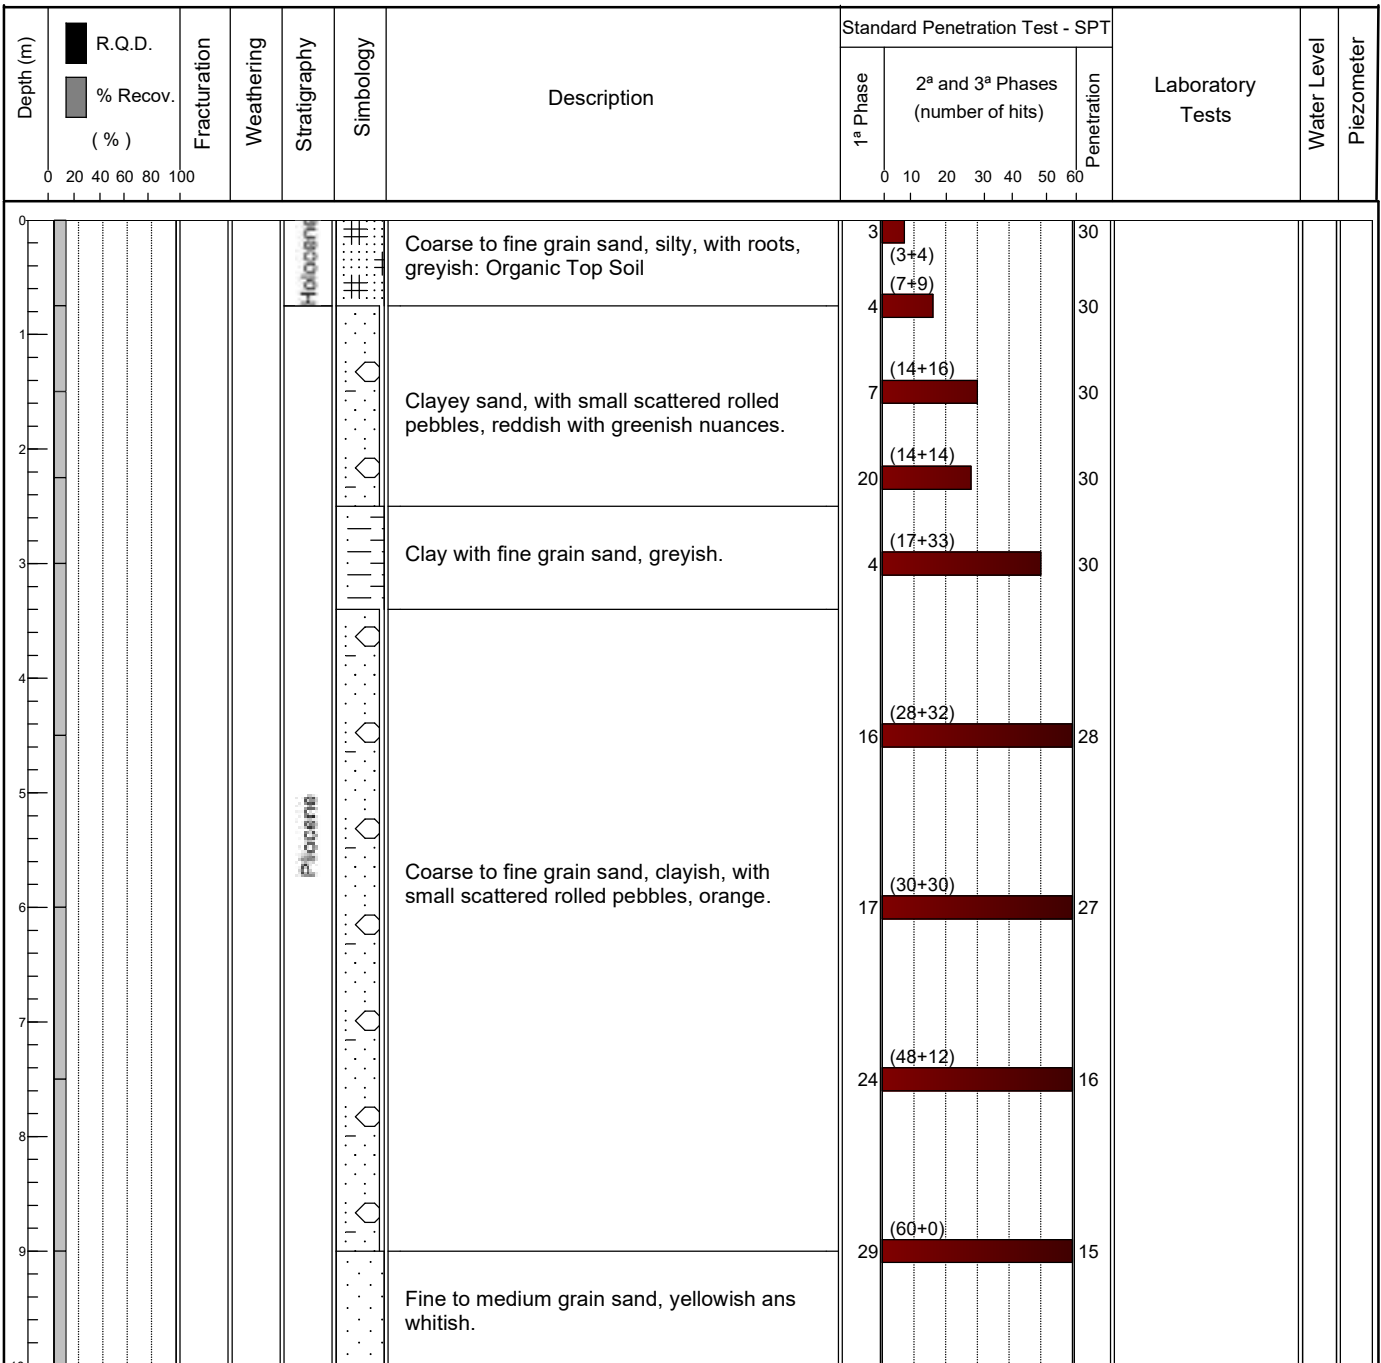 Depth (m)
R.Q.D.
% Recov.
( % )
0 20 40 60 80 100
Fracturation
Weathering
Stratigraphy
Simbology
Description
Standard Penetration Test - SPT
1ª Phase
2ª and 3ª Phases
(number of hits)
0 10 20 30 40 50 60
Penetration
Laboratory
Tests
Water Level
Piezometer
0
Holocene
Coarse to fine grain sand, silty, with roots,
greyish: Organic Top Soil
3 30
(3+4)
(7+9)
4 30
1
(14+16)
7 30
Clayey sand, with small scattered rolled
pebbles, reddish with greenish nuances.
2
(14+14)
20 30
(17+33)
Clay with fine grain sand, greyish.
3
4 30
4
(28+32)
16 28
5
Pliocene
Coarse to fine grain sand, clayish, with
small scattered rolled pebbles, orange.
(30+30)
6
17 27
7
(48+12)
24 16
8
(60+0)
9
29 15
Fine to medium grain sand, yellowish ans
whitish.